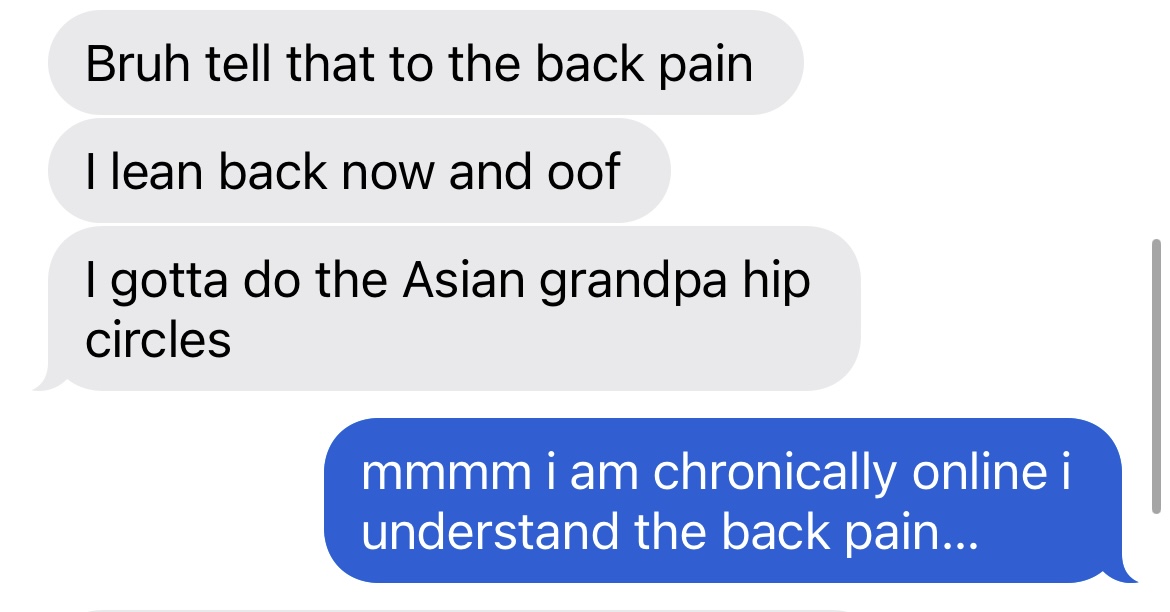 Bruh tell that to the back pain
I lean back now and oof
I gotta do the Asian grandpa hip
circles
mmmm i am chronically online i
understand the back pain...